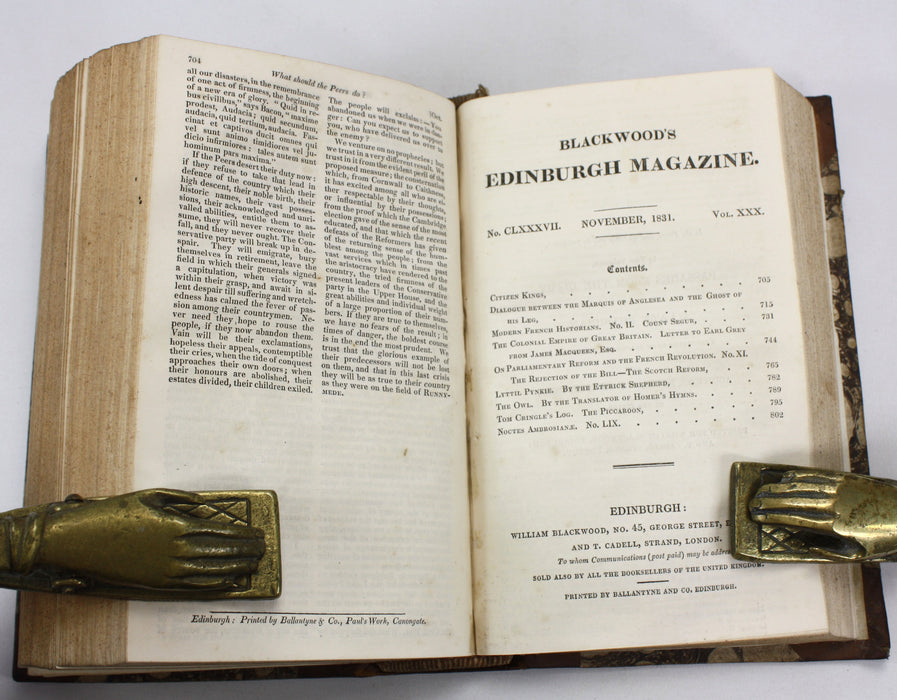 704
What should the Peers do?
[Oct.
all our disasters, in the remembrance
of one act of firmness, the beginning
of a new era of glory. "Quid in re-
bus civilibus," says Bacon, "maxime
prodest, Audacia; quid secundum,
audacia, quid tertium, audacia. Fas-
cinat et captivos ducit omnes qui
vel sunt animo timidiores vel ju-
dicio infirmiores: tales autem sunt
hominum pars maxima."
If the Peers desert their duty now:
if they refuse to take that lead in
defence of the country which their
high descent, their noble birth, their
historic names, their vast posses-
sions, their acknowledged and unri-
valled abilities, entitle them to as-
sume, they will never recover their
fall, and they ought. The Con-
servative party will break up in de-
spair. They will emigrate, bury
themselves in retirement, leave the
field in which their generals signed
a capitulation, when victory was
within their grasp, and await in si-
lent despair till suffering and wretch-
edness has calmed the fever of pas-
sion among their countrymen. Ne-
ver need they hope to rouse the
people, if they now abandon them.
Vain will be their exclamations,
hopeless their appeals, contemptible
their cries, when the tide of conquest
approaches their own doors; when
their honours are abolished, their
estates divided, their children exiled.
The people will exclaim:—You
abandoned us when we were in dan-
ger: Can you expect us to support
you, who have delivered us over to
the enemy?
We venture on no prophecies; but
we trust in a very different result. We
trust in it from the evident peril of the
proposed measure; the consternation
which, from Cornwall to Caithness,
it has excited among all who are ei-
ther respectable by their thoughts,
or influential by their possessions;
from the proof which the Cambridge
election gave of the sense of the most
educated, and that which the recent
defeats of the Reformers has given
of the returning sense of the hum-
blest among the people; from the
vast services which in times past
the aristocracy have rendered to the
country, the tried firmness of the
present leaders of the Conservative
party in the Upper House, and the
great abilities and individual weight
of a large proportion of their num-
bers. If they are true to themselves,
we have no fears of the result; in
times of danger, the boldest course
is in the end the most prudent. We
trust that the glorious example of
their predecessors will not be lost
on them, and that in this last crisis
they will be as true to their country
as they were on the field of RUNNY-
MEDE.
Edinburgh: Printed by Ballantyne & Co., Paul's Work, Canongate.
BLACKWOOD'S
EDINBURGH MAGAZINE.
No. CLXXXVII. NOVEMBER, 1831. VOL. XXX.
Contents.
CITIZEN KINGS, 705
DIALOGUE BETWEEN THE MARQUIS OF ANGLESEA AND THE GHOST OF
HIS LEG, 715
MODERN FRENCH HISTORIANS. No. II. COUNT SEGUR, 731
THE COLONIAL EMPIRE OF GREAT BRITAIN. LETTER TO EARL GREY
FROM JAMES MACQUEEN, ESQ. 744
ON PARLIAMENTARY REFORM AND THE FRENCH REVOLUTION. No. XI.
THE REJECTION OF THE BILL—THE SCOTCH REFORM, 765
LYTTIL PYNKIE. BY THE ETTRICK SHEPHERD, 782
THE OWL. BY THE TRANSLATOR OF HOMER'S HYMNS. 789
TOM CRINGLE'S LOG. THE PICCAROON, 795
NOCTES AMBROSIANÆ. No. LIX. 802
EDINBURGH:
WILLIAM BLACKWOOD, NO. 45, GEORGE STREET,
AND T. CADELL, STRAND, LONDON.
To whom Communications (post paid) may be
SOLD ALSO BY ALL THE BOOKSELLERS OF THE UNITED KINGDOM.
PRINTED BY BALLANTYNE AND CO. EDINBURGH.